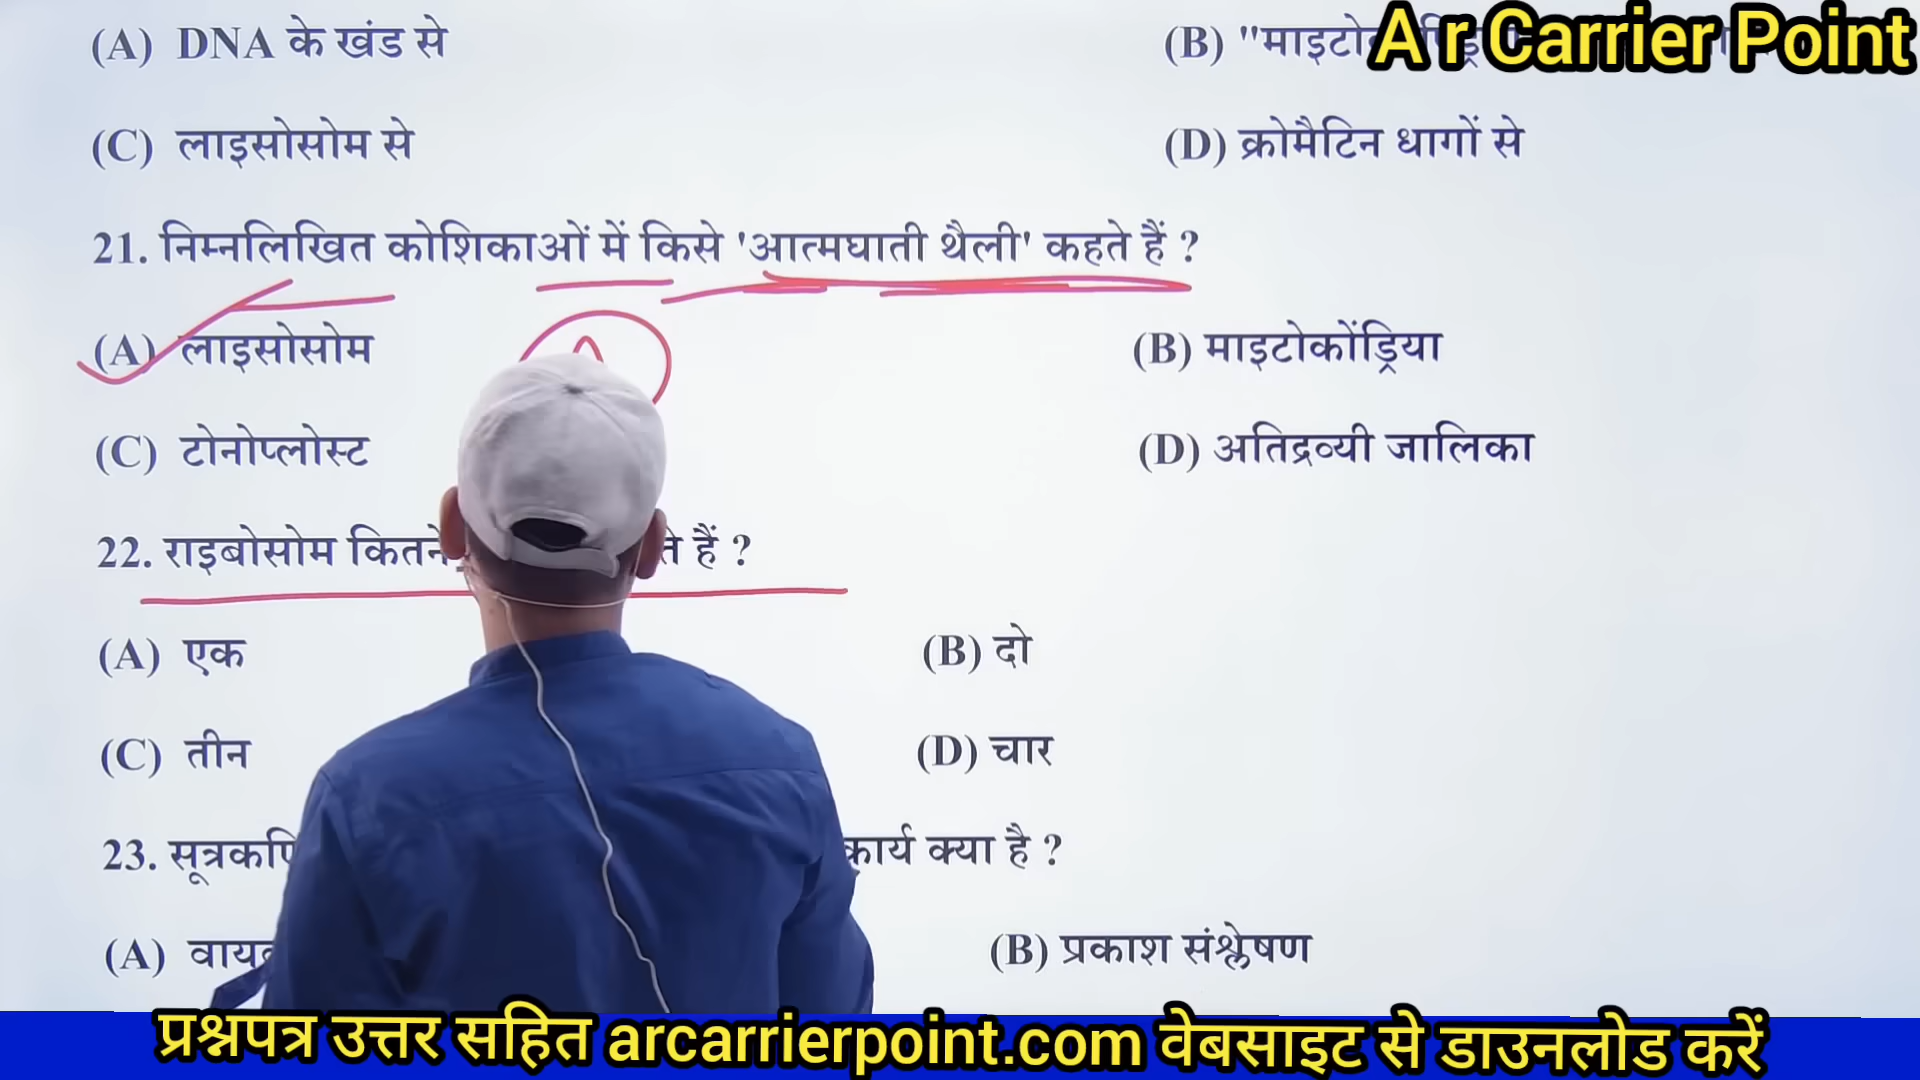 (A) DNA के खंड से (B) "माइटो
Ar Carrier Point
(C) लाइसोसोम से (D) क्रोमैटिन धागों से
21. निम्नलिखित कोशिकाओं में किसे 'आत्मघाती थैली' कहते हैं ?
(A) लाइसोसोम (B) माइटोकोंड्रिया
A
(C) टोनोप्लोस्ट (D) अतिद्रव्यी जालिका
22. राइबोसोम कितने हैं ?
(A) एक (B) दो
(C) तीन (D) चार
23. कार्य क्या है ?
(A) (B) प्रकाश संश्लेषण
प्रश्नपत्र उत्तर सहित arcarrierpoint.com वेबसाइट से डाउनलोड करें